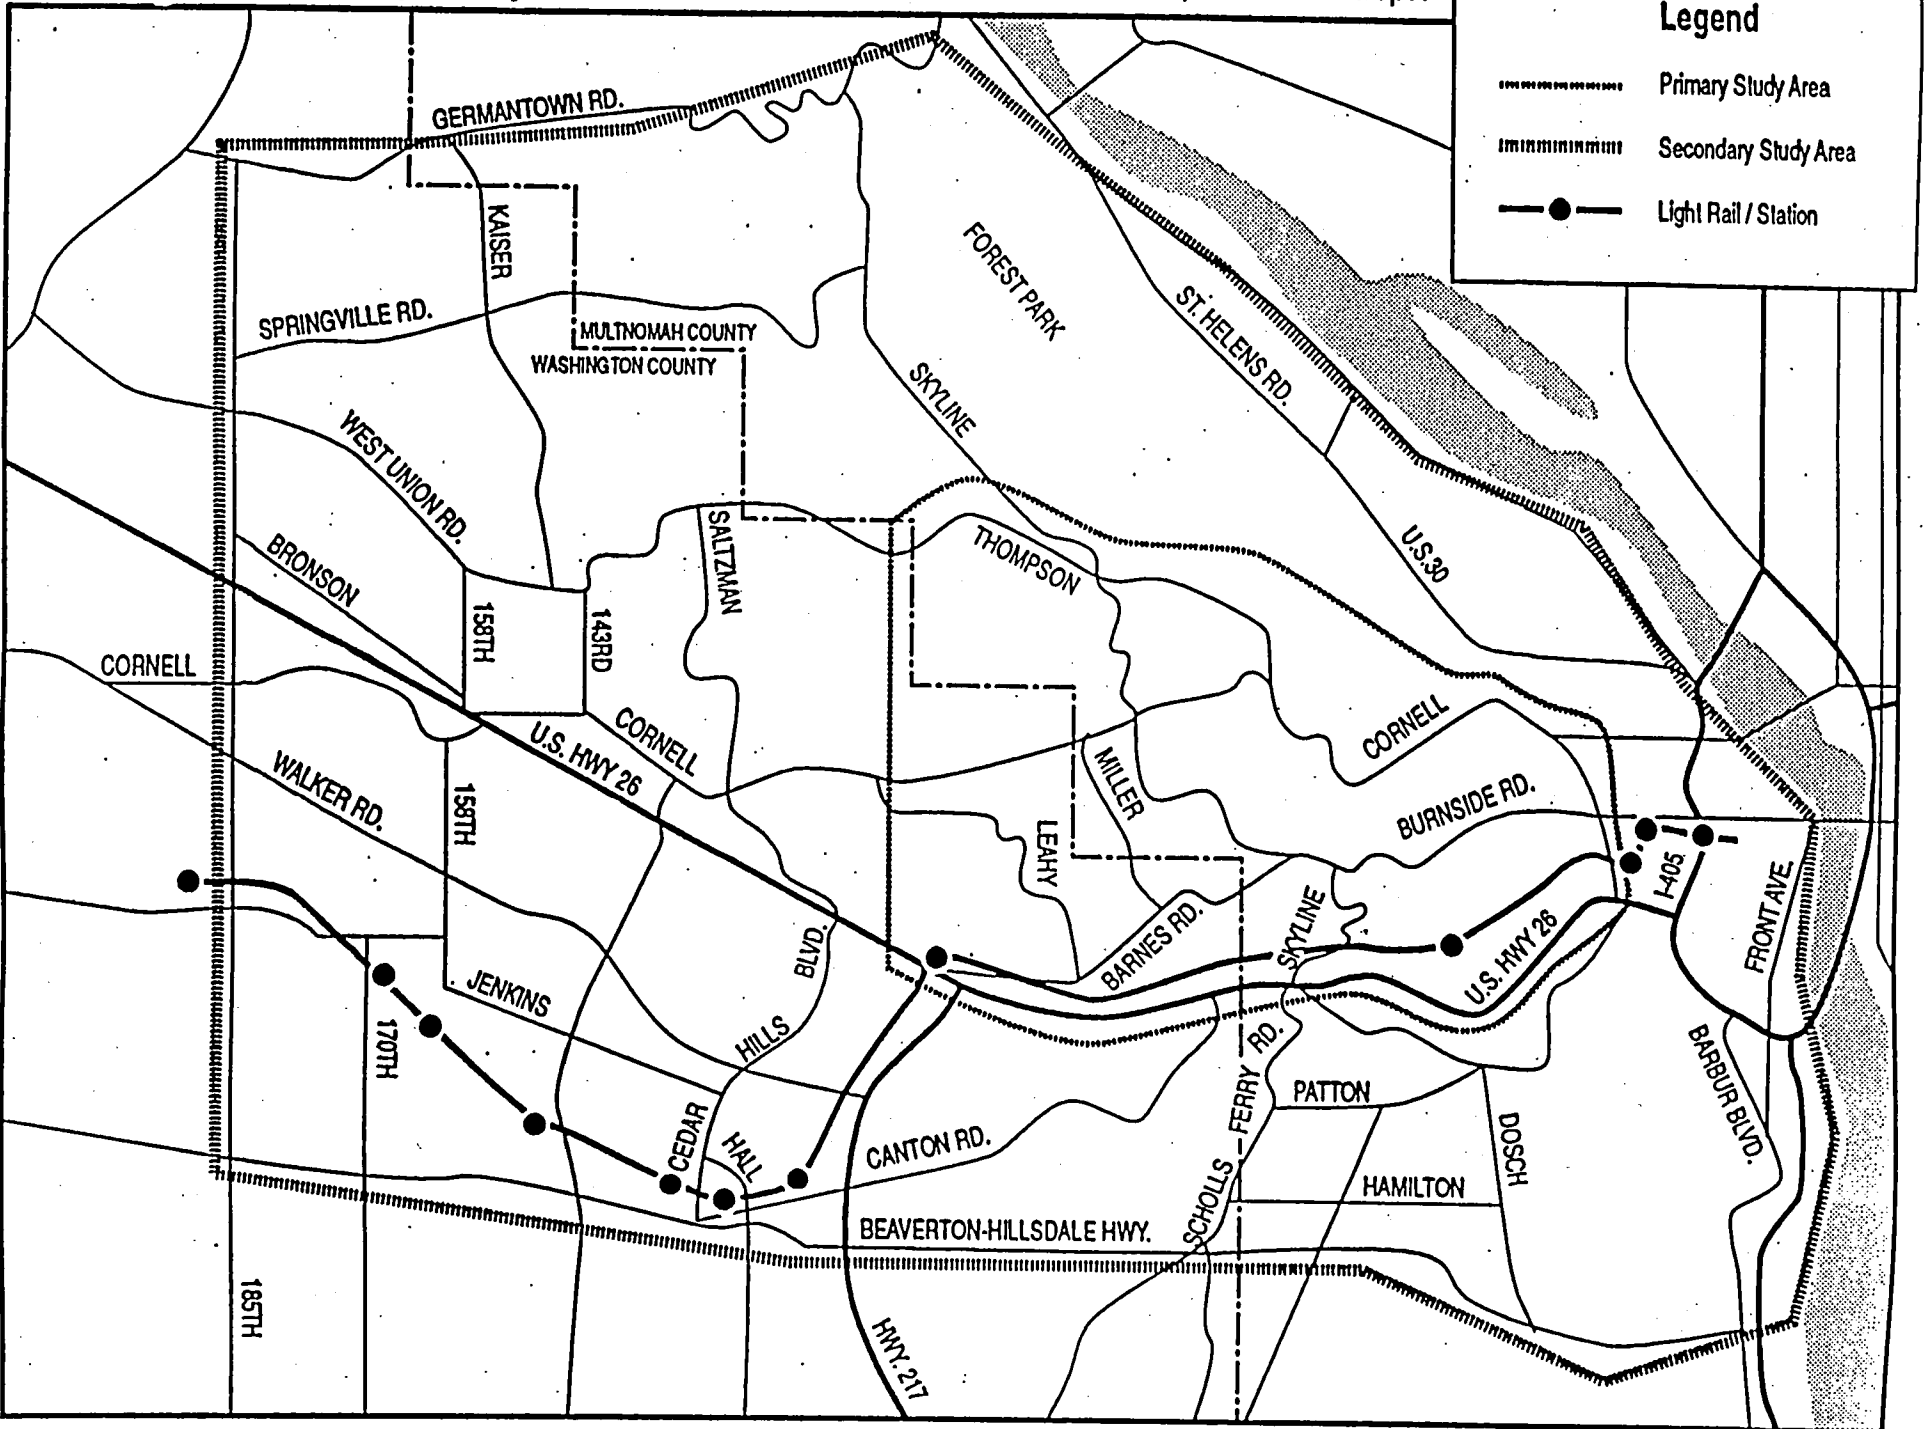 Legend
Primary Study Area
Secondary Study Area
Light Rail / Station
GERMANTOWN RD.
KAISER
FOREST PARK
SPRINGVILLE RD.
MULTNOMAH COUNTY
WASHINGTON COUNTY
ST. HELENS RD.
SKYLINE
WEST UNION RD.
BRONSON
SALTZMAN
THOMPSON
U.S.30
158TH
143RD
CORNELL
CORNELL
U.S. HWY 26
CORNELL
WALKER RD.
158TH
MILLER
BURNSIDE RD.
LEAHY
I-405
FRONT AVE.
BARNES RD.
SKYLINE
U.S. HWY 26
BLVD.
JENKINS
170TH
HILLS
RD.
FERRY
PATTON
BARBUR BLVD.
CEDAR
HALL
CANTON RD.
DOSCH
SCHOLLS
HAMILTON
BEAVERTON-HILLSDALE HWY.
185TH
HWY. 217